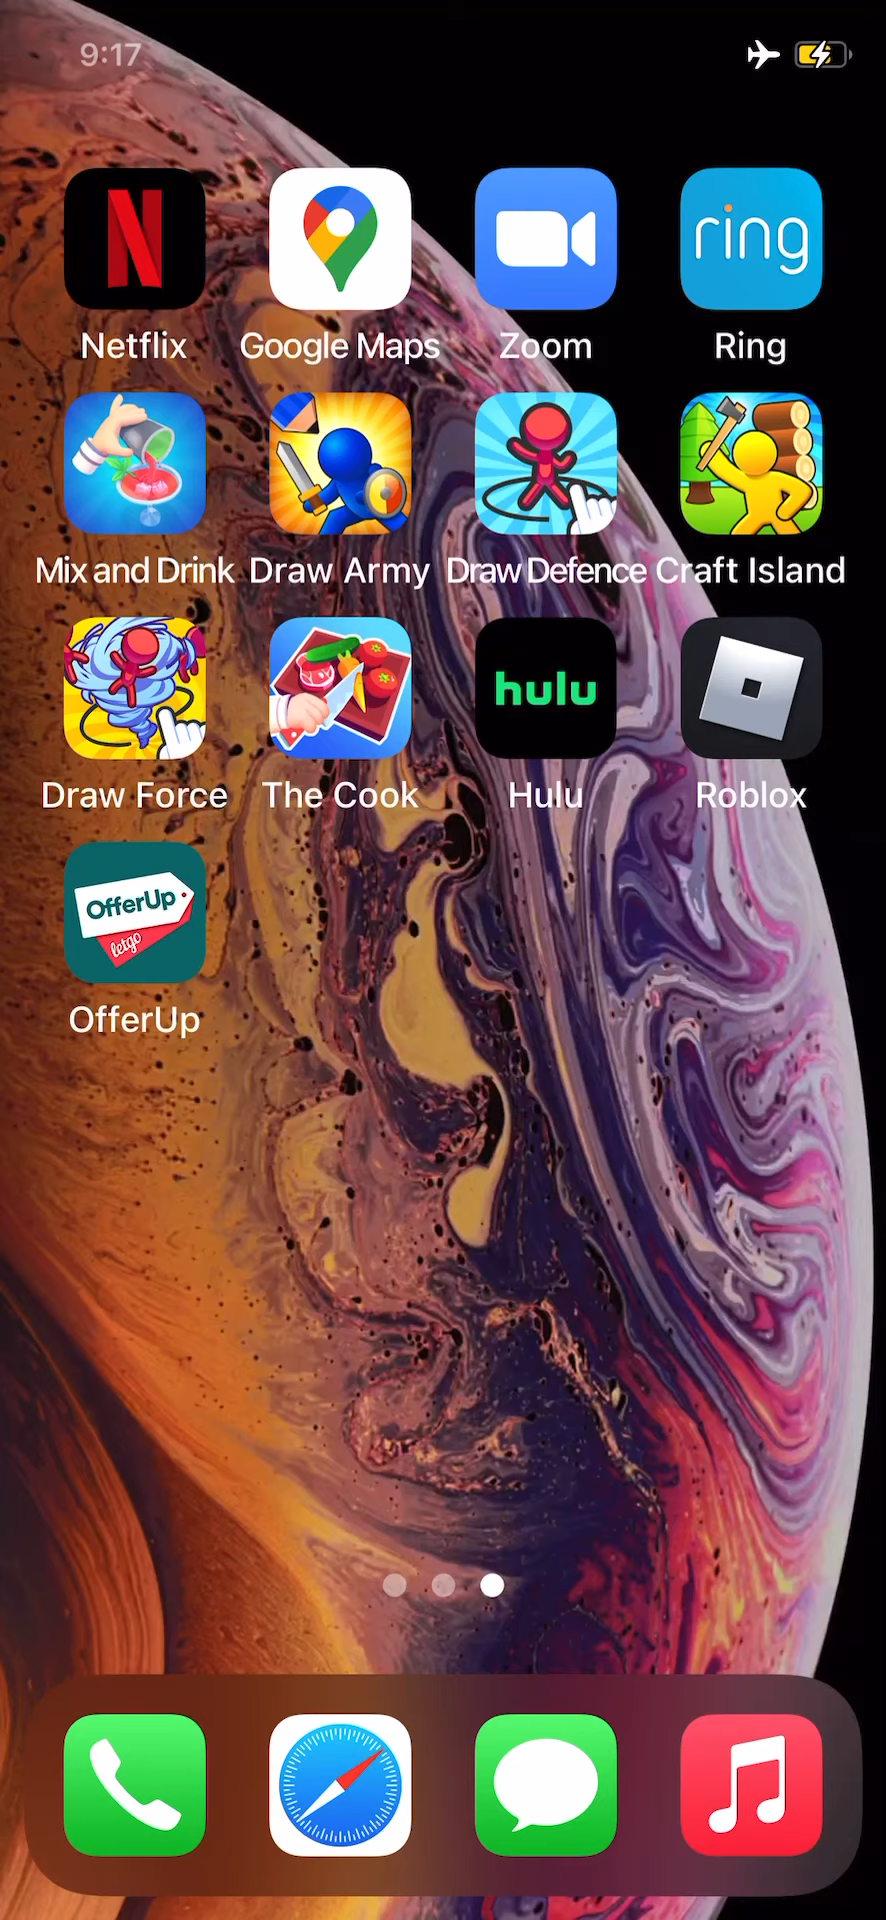 9:17
N
ring
Netflix
Google Maps
Zoom
Ring
Mix and Drink
Draw Army
Draw Defence
Craft Island
hulu
Draw Force
The Cook
Hulu
Roblox
OfferUp
letgo
OfferUp